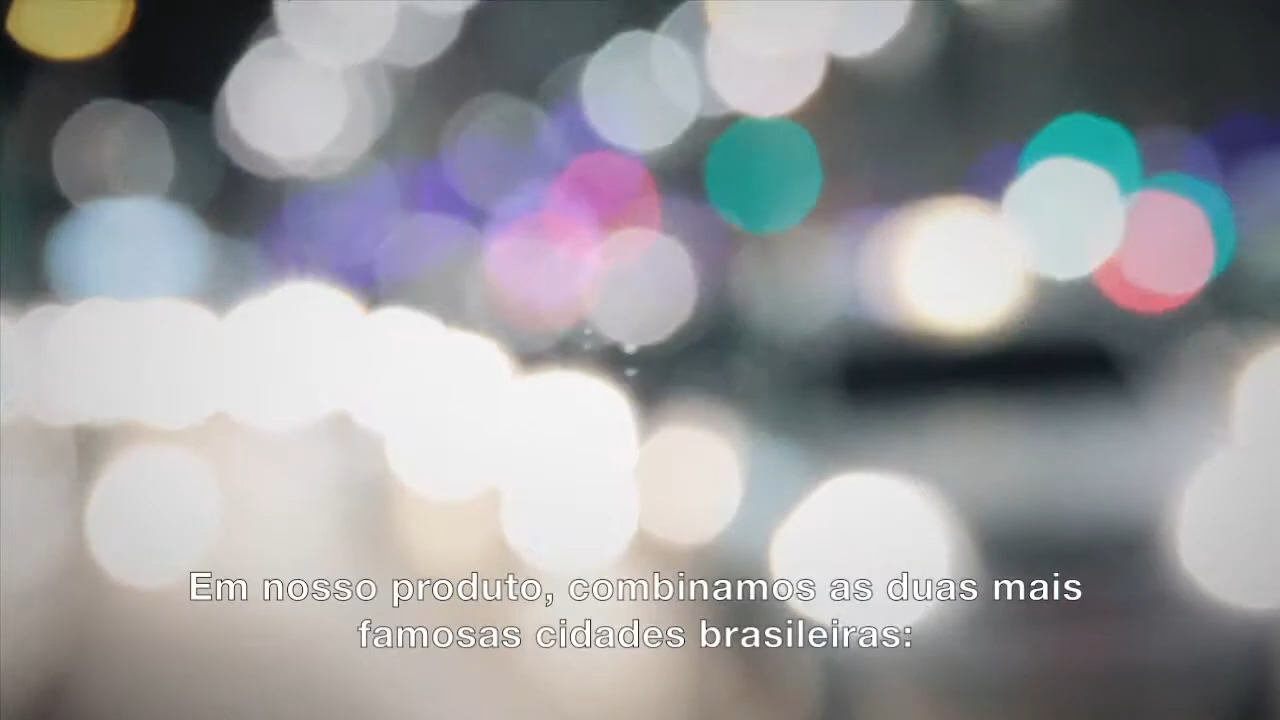 Em nosso produto, combinamos as duas mais
famosas cidades brasileiras: